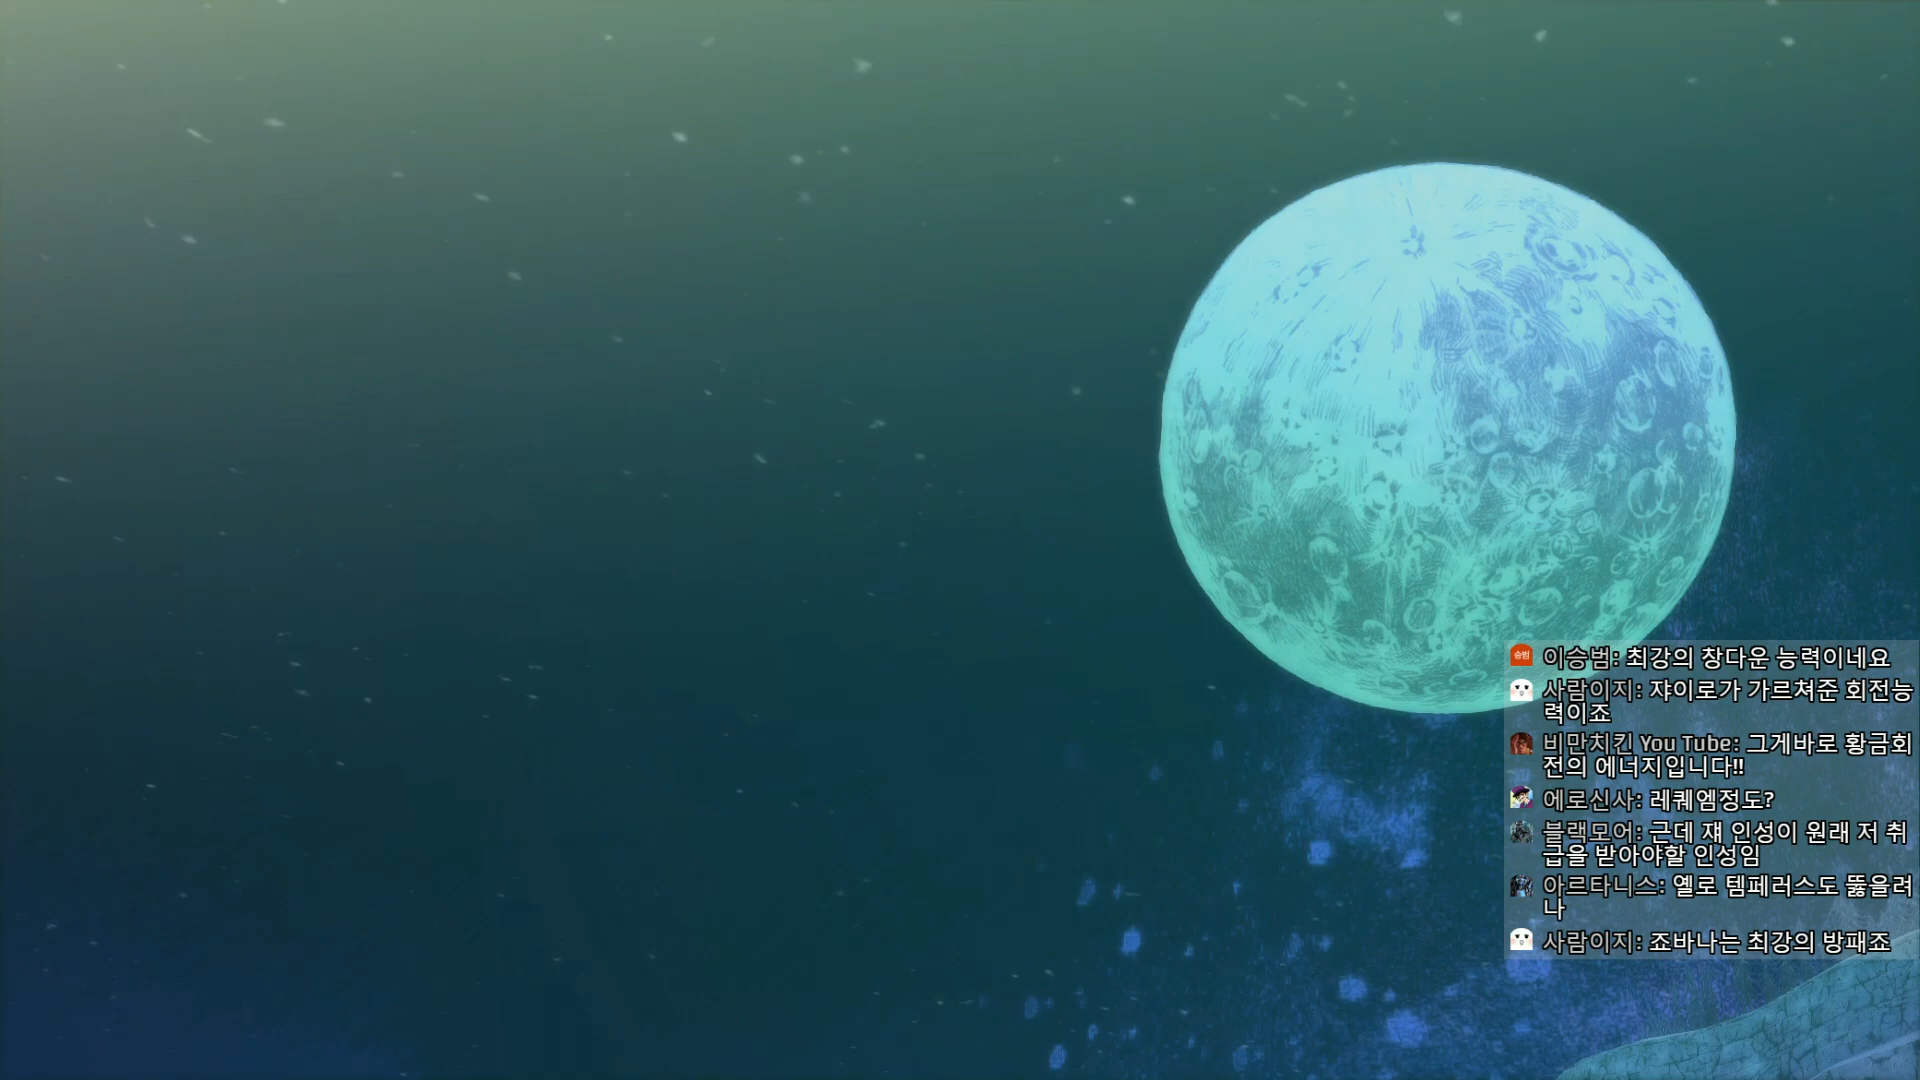 승범
이승범: 최강의 창다운 능력이네요
사람이지: 쟈이로가 가르쳐준 회전능
력이죠
비만치킨 You Tube: 그게바로 황금회
전의 에너지입니다!!
에로신사: 레퀘엠정도?
블랙모어: 근데 쟤 인성이 원래 저 취
급을 받아야할 인성임
아르타니스: 옐로 템페러스도 뚫을려
나
사람이지: 죠바나는 최강의 방패죠